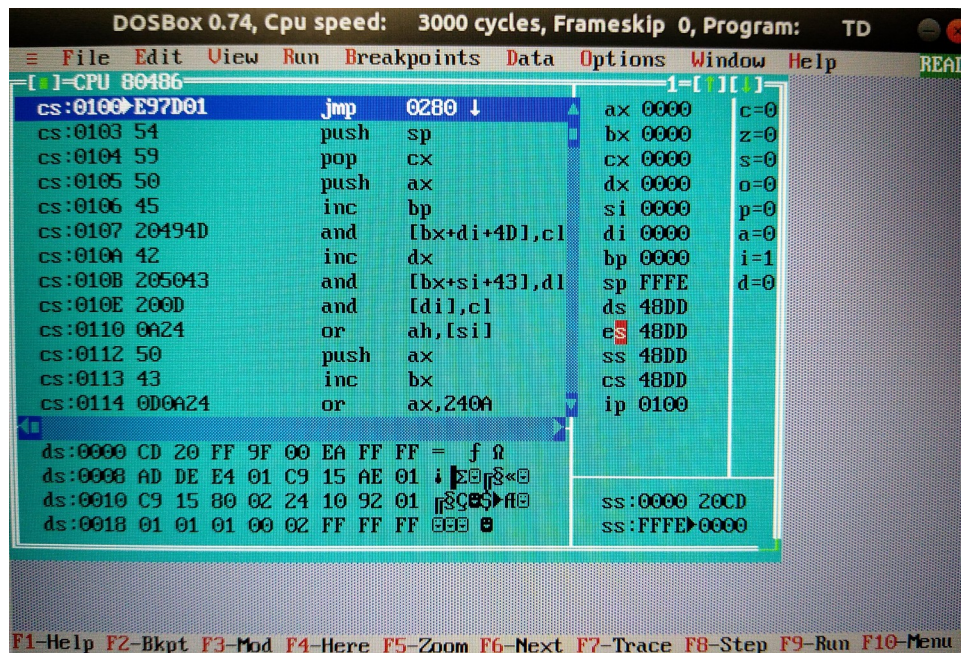 DOSBox 0.74, Cpu speed: 3000 cycles, Frameskip 0, Program: TD
≡ File Edit View Run Breakpoints Data Options Window Help READ
=[■]=CPU 80486 1=[↑][↓]=
cs:0100►E97D01 jmp 0280 ↓ ax 0000 c=0
cs:0103 54 push sp bx 0000 z=0
cs:0104 59 pop cx cx 0000 s=0
cs:0105 50 push ax dx 0000 o=0
cs:0106 45 inc bp si 0000 p=0
cs:0107 20494D and [bx+di+4D],cl di 0000 a=0
cs:010A 42 inc dx bp 0000 i=1
cs:010B 205043 and [bx+si+43],dl sp FFFE d=0
cs:010E 200D and [di],cl ds 48DD
cs:0110 0A24 or ah,[si] es 48DD
cs:0112 50 push ax ss 48DD
cs:0113 43 inc bx cs 48DD
cs:0114 0D0A24 or ax,240A ip 0100
ds:0000 CD 20 FF 9F 00 EA FF FF = ƒ Ω
ds:0008 AD DE E4 01 C9 15 AE 01 ¡▐Σ☺╔§«☺
ds:0010 C9 15 80 02 24 10 92 01 ╔§Ç☻$►Æ☺ ss:0000 20CD
ds:0018 01 01 01 00 02 FF FF FF ☺☺☺ ☻ ss:FFFE►0000
F1-Help F2-Bkpt F3-Mod F4-Here F5-Zoom F6-Next F7-Trace F8-Step F9-Run F10-Menu